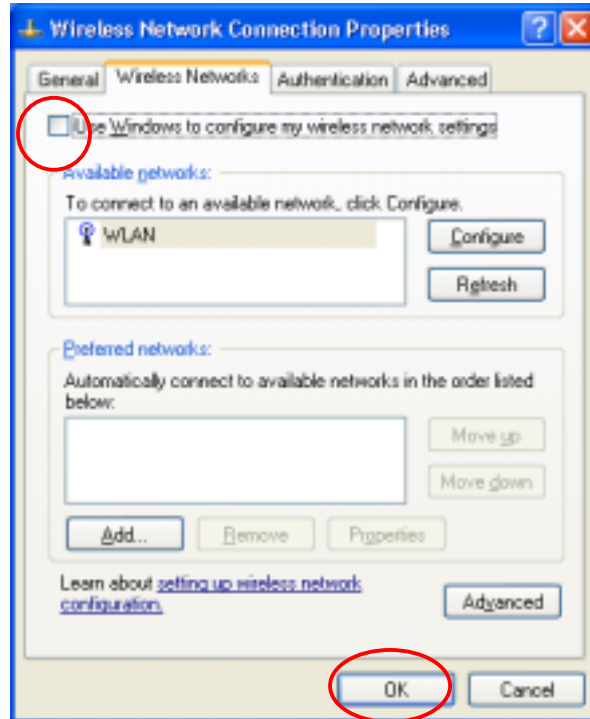 Wireless Network Connection Properties
General Wireless Networks Authentication Advanced
Use Windows to configure my wireless network settings
Available networks:
To connect to an available network, click Configure.
WLAN
Configure
Refresh
Preferred networks:
Automatically connect to available networks in the order listed
below:
Move up
Move down
Add... Remove Properties
Learn about setting up wireless network
configuration.
Advanced
OK Cancel